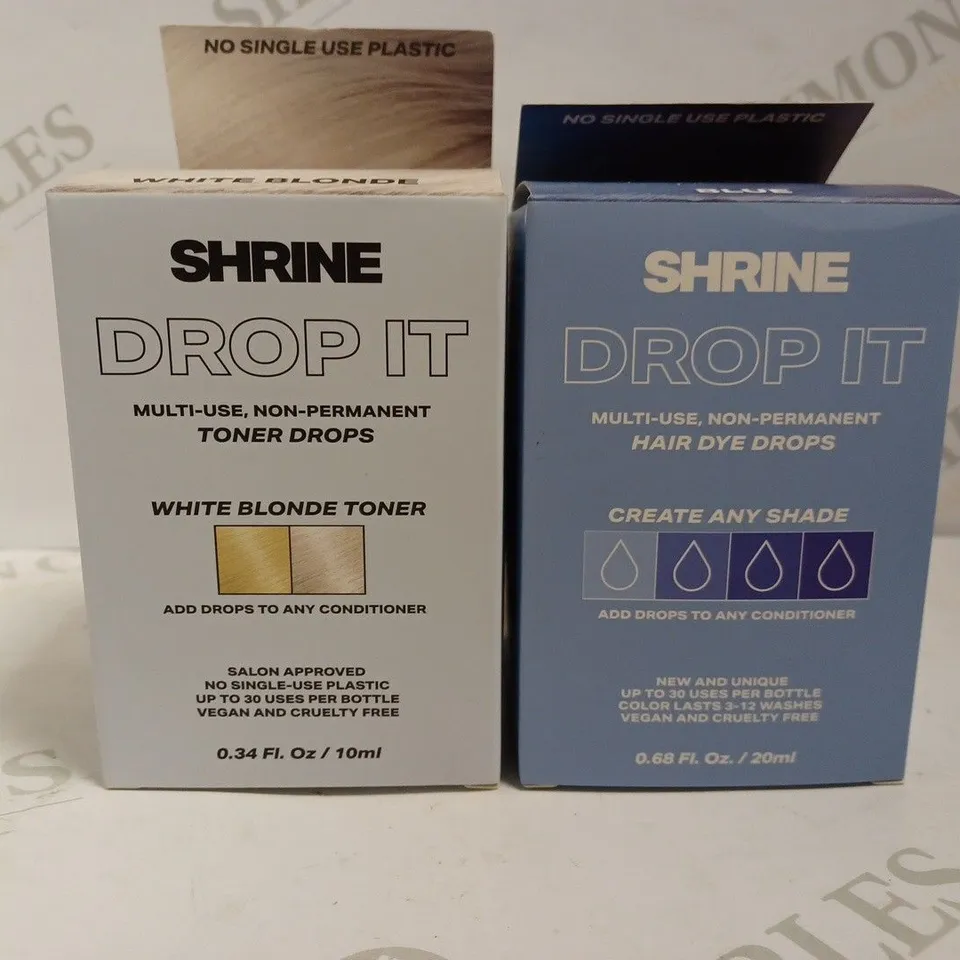 NO SINGLE USE PLASTIC
WHITE BLONDE
SHRINE
DROP IT
MULTI-USE, NON-PERMANENT
TONER DROPS
WHITE BLONDE TONER
ADD DROPS TO ANY CONDITIONER
SALON APPROVED
NO SINGLE-USE PLASTIC
UP TO 30 USES PER BOTTLE
VEGAN AND CRUELTY FREE
0.34 Fl. Oz / 10ml
NO SINGLE USE PLASTIC
BLUE
SHRINE
DROP IT
MULTI-USE, NON-PERMANENT
HAIR DYE DROPS
CREATE ANY SHADE
ADD DROPS TO ANY CONDITIONER
NEW AND UNIQUE
UP TO 30 USES PER BOTTLE
COLOR LASTS 3-12 WASHES
VEGAN AND CRUELTY FREE
0.68 Fl. Oz. / 20ml